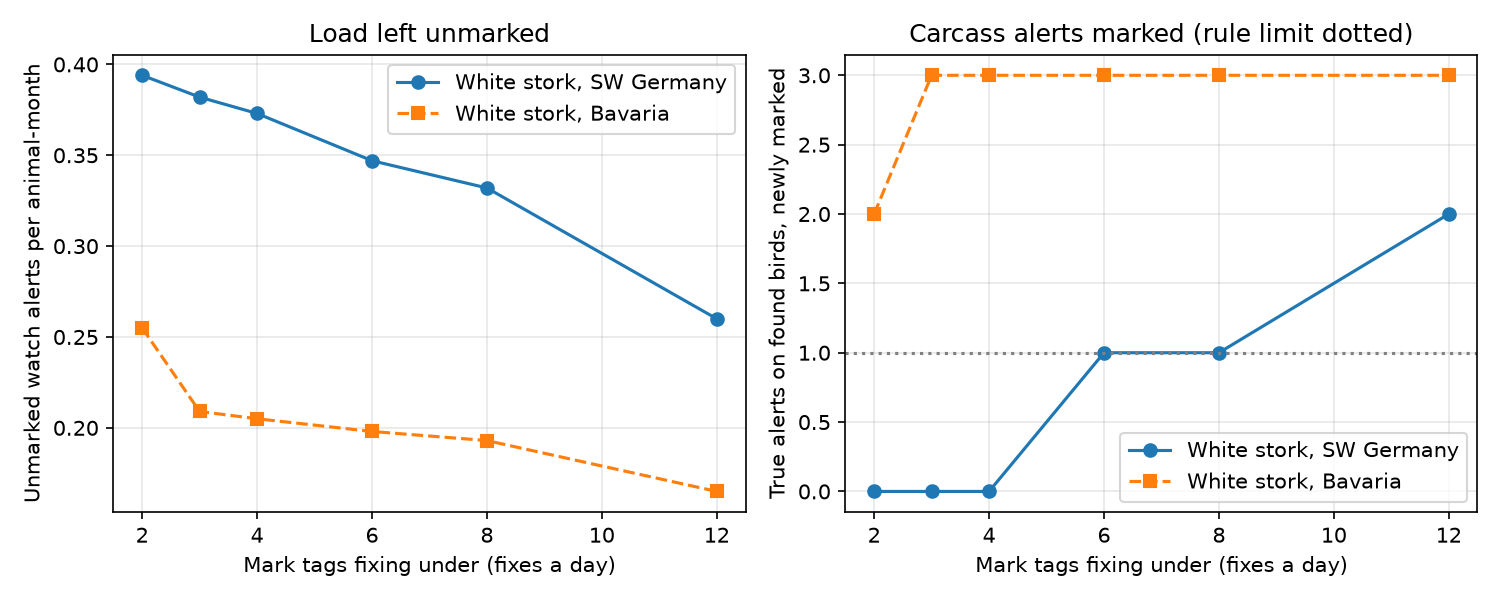 Load left unmarked
Unmarked watch alerts per animal-month
0.40
0.35
0.30
0.25
0.20
White stork, SW Germany
White stork, Bavaria
2
4
6
8
10
12
Mark tags fixing under (fixes a day)
Carcass alerts marked (rule limit dotted)
True alerts on found birds, newly marked
3.0
2.5
2.0
1.5
1.0
0.5
0.0
White stork, SW Germany
White stork, Bavaria
2
4
6
8
10
12
Mark tags fixing under (fixes a day)